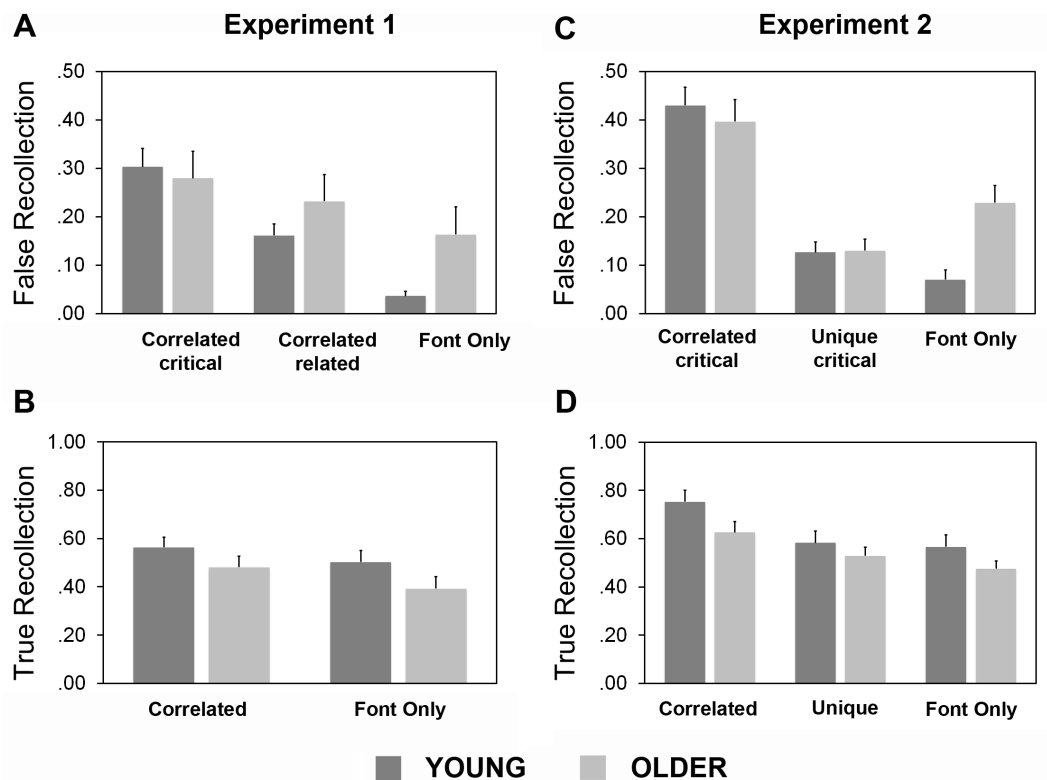 A
Experiment 1
False Recollection
.50
.40
.30
.20
.10
.00
Correlated critical
Correlated related
Font Only
C
Experiment 2
False Recollection
.50
.40
.30
.20
.10
.00
Correlated critical
Unique critical
Font Only
B
True Recollection
1.00
.80
.60
.40
.20
.00
Correlated
Font Only
D
True Recollection
1.00
.80
.60
.40
.20
.00
Correlated
Unique
Font Only
YOUNG
OLDER